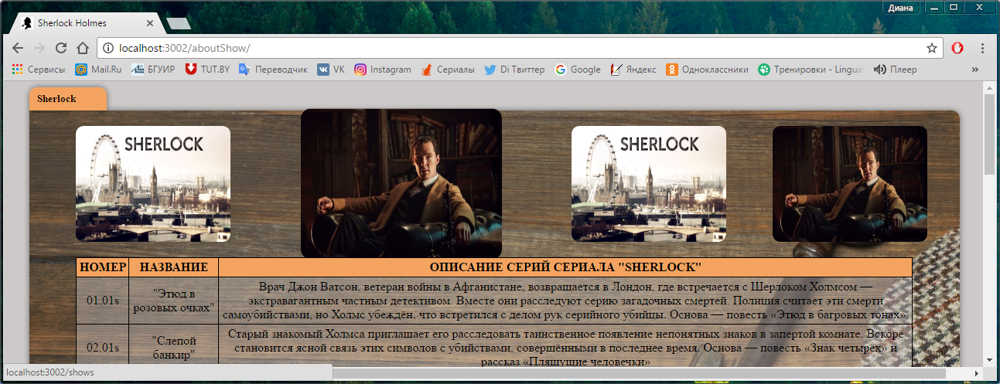 Диана
Sherlock Holmes
localhost:3002/aboutShow/
Сервисы Mail.Ru БГУИР TUT.BY Переводчик VK Instagram Сериалы Di Твиттер Google Яндекс Одноклассники Тренировки - Lingua Плеер »
Sherlock
SHERLOCK SHERLOCK
НОМЕР НАЗВАНИЕ ОПИСАНИЕ СЕРИЙ СЕРИАЛА "SHERLOCK"
01.01s
"Этюд в
розовых очках"
Врач Джон Ватсон, ветеран войны в Афганистане, возвращается в Лондон, где встречается с Шерлоком Холмсом —
экстравагантным частным детективом. Вместе они расследуют серию загадочных смертей. Полиция считает эти смерти
самоубийствами, но Холмс убеждён, что встретился с делом рук серийного убийцы. Основа — повесть «Этюд в багровых тонах»
02.01s
"Слепой
банкир"
Старый знакомый Холмса приглашает его расследовать таинственное появление непонятных знаков в запертой комнате. Вскоре
становится ясной связь этих символов с убийствами, совершёнными в последнее время. Основа — повесть «Знак четырёх» и
рассказ «Пляшущие человечки»
localhost:3002/shows